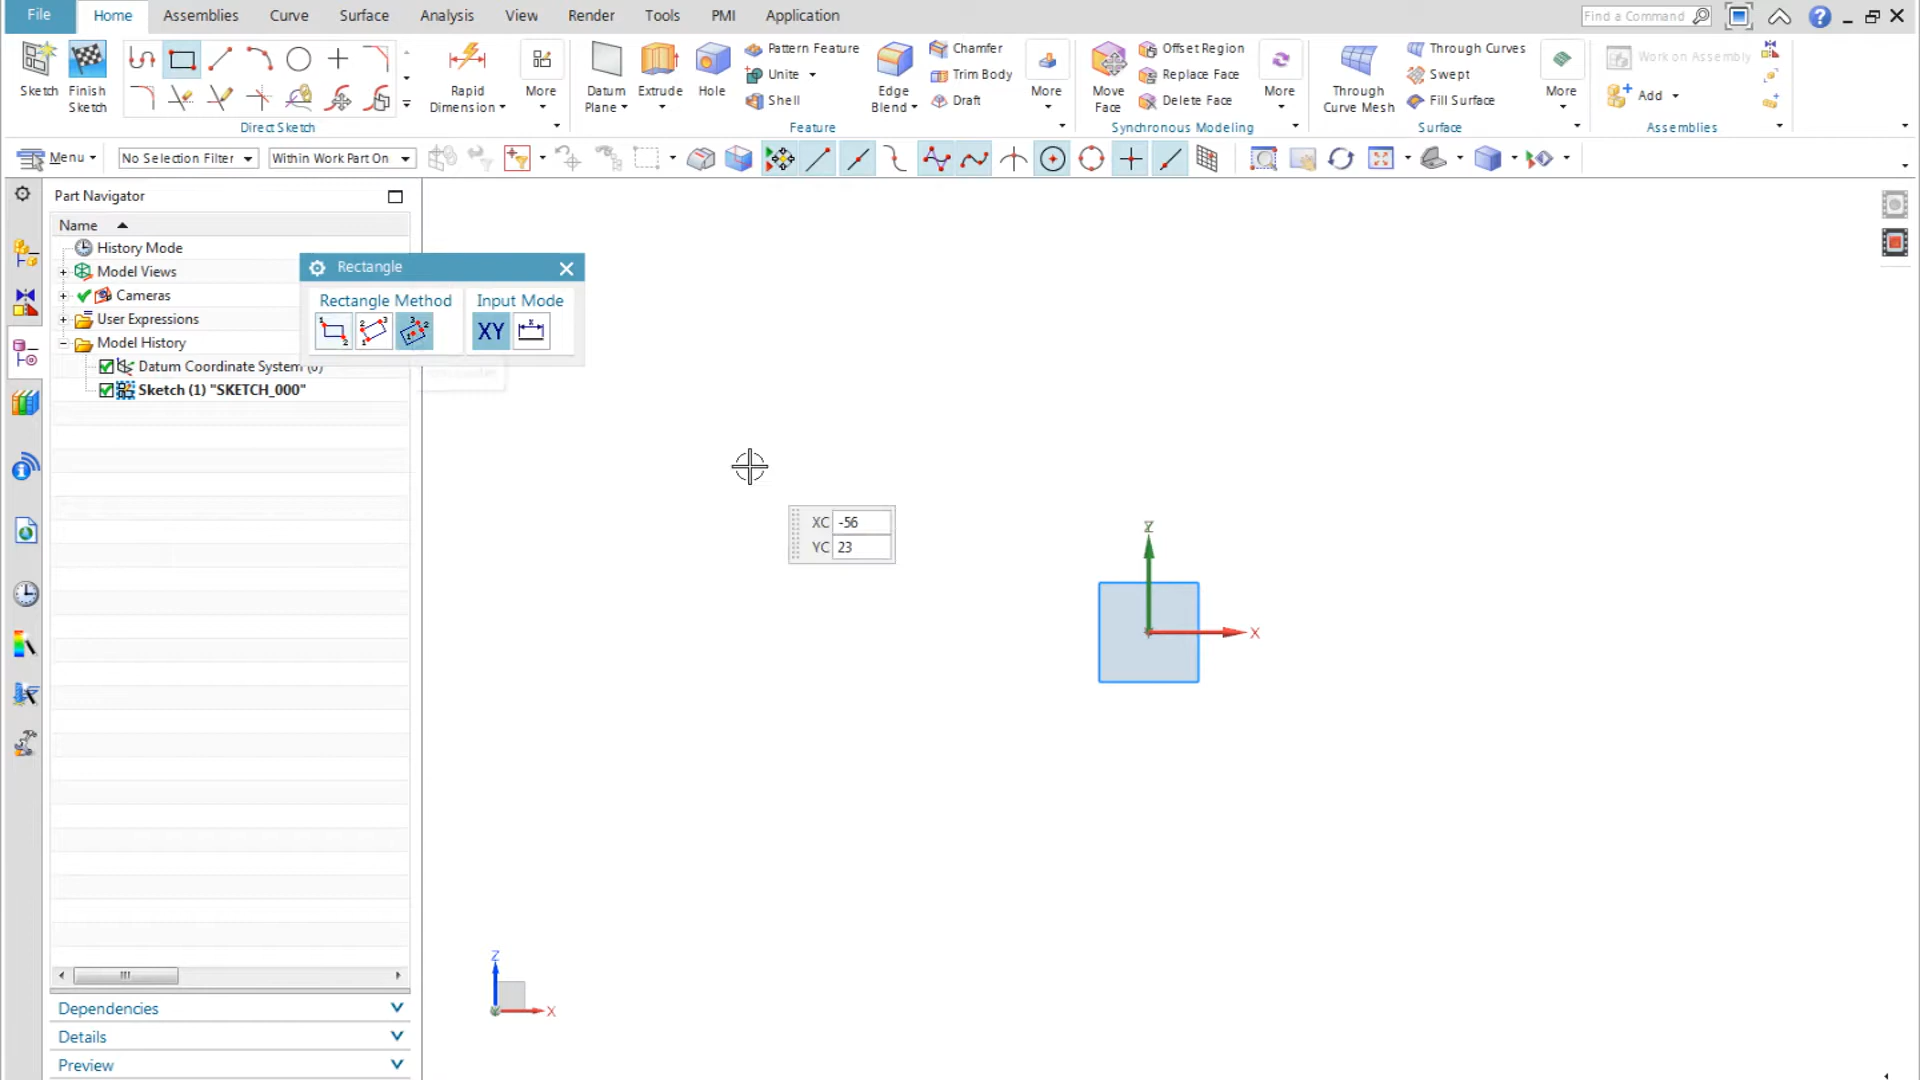 File
Home
Assemblies
Curve
Surface
Analysis
View
Render
Tools
PMI
Application
Find a Command
Sketch
Finish
Sketch
Direct Sketch
Rapid
Dimension
More
Datum
Plane
Extrude
Hole
Pattern Feature
Unite
Shell
Edge
Blend
Chamfer
Trim Body
Draft
More
Feature
Move
Face
Offset Region
Replace Face
Delete Face
More
Synchronous Modeling
Through
Curve Mesh
Through Curves
Swept
Fill Surface
More
Surface
Work on Assembly
Add
Assemblies
Menu
No Selection Filter
Within Work Part On
Part Navigator
Name
History Mode
Model Views
Cameras
User Expressions
Model History
Datum Coordinate System (0)
Sketch (1) "SKETCH_000"
Rectangle
Rectangle Method
Input Mode
XY
XC -56
YC 23
X
Z
X
Dependencies
Details
Preview